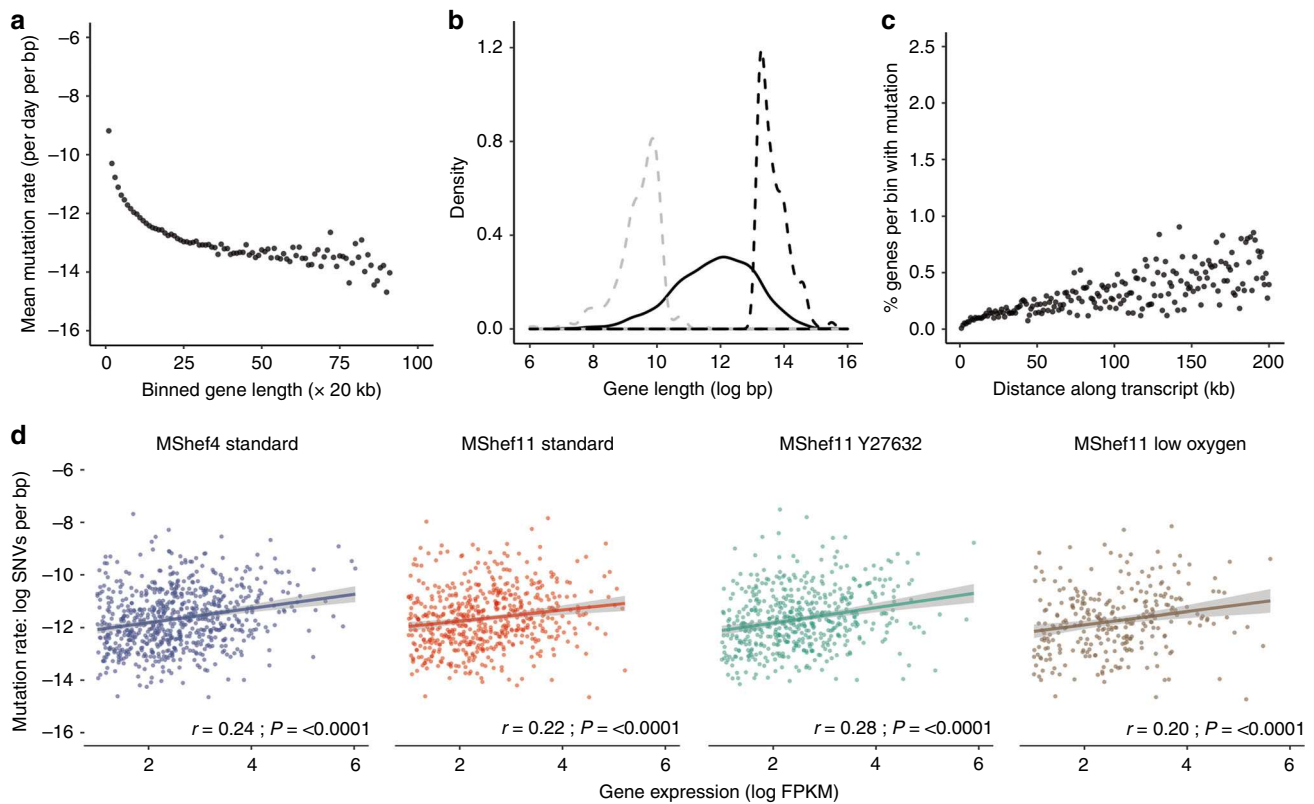 a
Mean mutation rate (per day per bp)
–6
–8
–10
–12
–14
–16
0 25 50 75 100
Binned gene length (× 20 kb)
b
Density
1.2
0.8
0.4
0.0
6 8 10 12 14 16
Gene length (log bp)
c
% genes per bin with mutation
2.5
2.0
1.5
1.0
0.5
0.0
0 50 100 150 200
Distance along transcript (kb)
d
Mutation rate: log SNVs per bp)
–6
–8
–10
–12
–14
–16
MShef4 standard
r = 0.24 ; P = <0.0001
2 4 6
MShef11 standard
r = 0.22 ; P = <0.0001
2 4 6
MShef11 Y27632
r = 0.28 ; P = <0.0001
2 4 6
MShef11 low oxygen
r = 0.20 ; P = <0.0001
2 4 6
Gene expression (log FPKM)